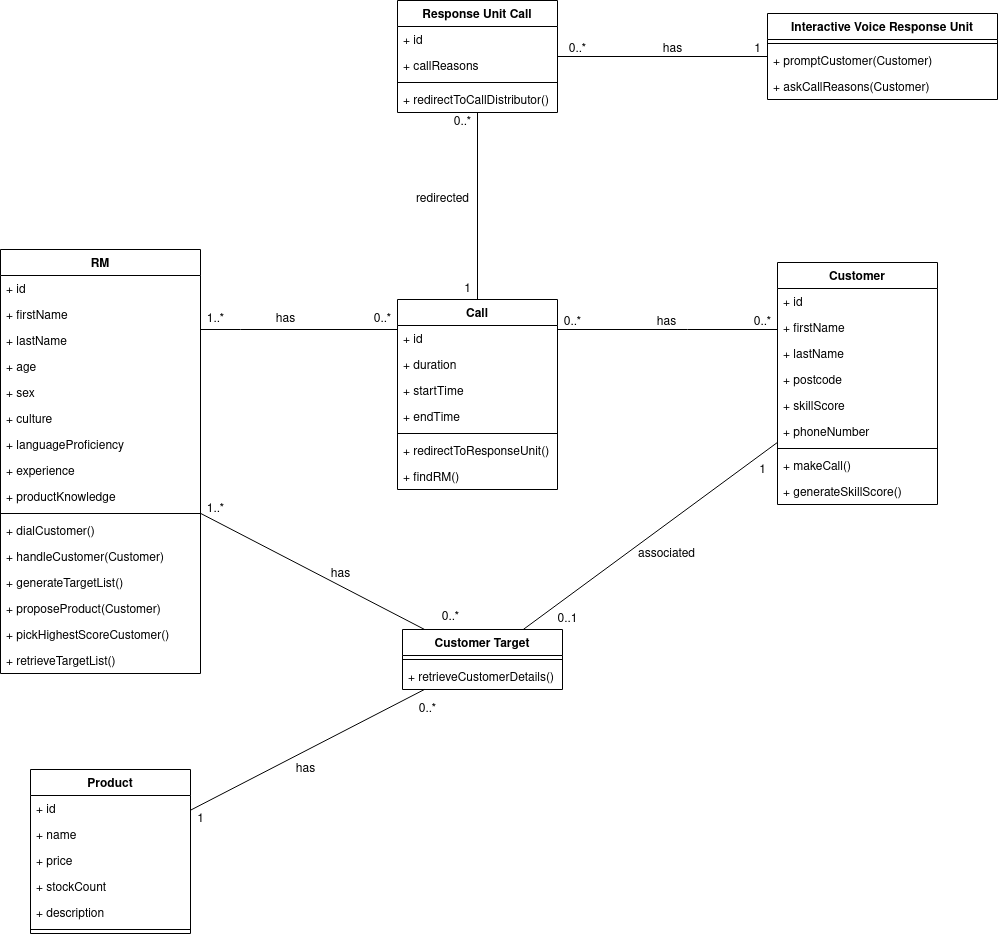 Response Unit Call
+ id
+ callReasons
+ redirectToCallDistributor()
0..*
has
1
Interactive Voice Response Unit
+ promptCustomer(Customer)
+ askCallReasons(Customer)
0..*
redirected
1
RM
+ id
+ firstName
+ lastName
+ age
+ sex
+ culture
+ languageProficiency
+ experience
+ productKnowledge
+ dialCustomer()
+ handleCustomer(Customer)
+ generateTargetList()
+ proposeProduct(Customer)
+ pickHighestScoreCustomer()
+ retrieveTargetList()
1..*
has
0..*
Call
+ id
+ duration
+ startTime
+ endTime
+ redirectToResponseUnit()
+ findRM()
0..*
has
0..*
Customer
+ id
+ firstName
+ lastName
+ postcode
+ skillScore
+ phoneNumber
+ makeCall()
+ generateSkillScore()
1
associated
0..1
1..*
has
0..*
Customer Target
+ retrieveCustomerDetails()
0..*
has
1
Product
+ id
+ name
+ price
+ stockCount
+ description